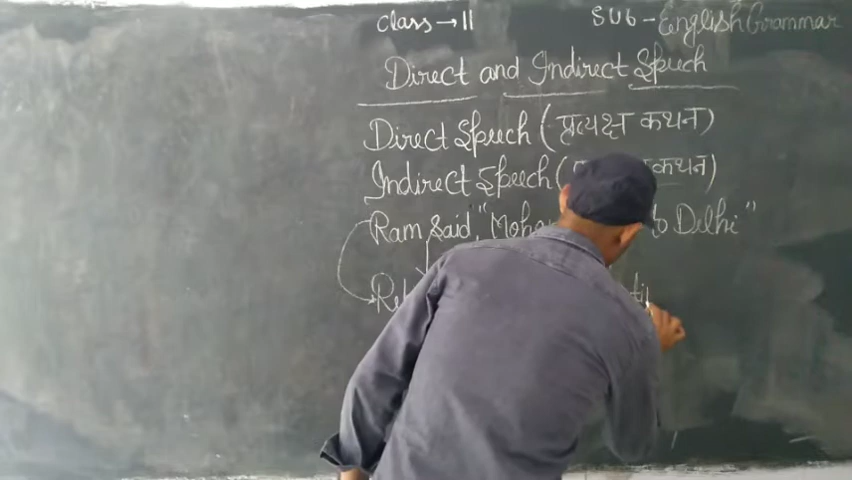 class → 11 SUB - English Grammar
Direct and Indirect Speech
Direct Speech (प्रत्यक्ष कथन)
Indirect Speech ( कथन)
Ram Said, " to Delhi"